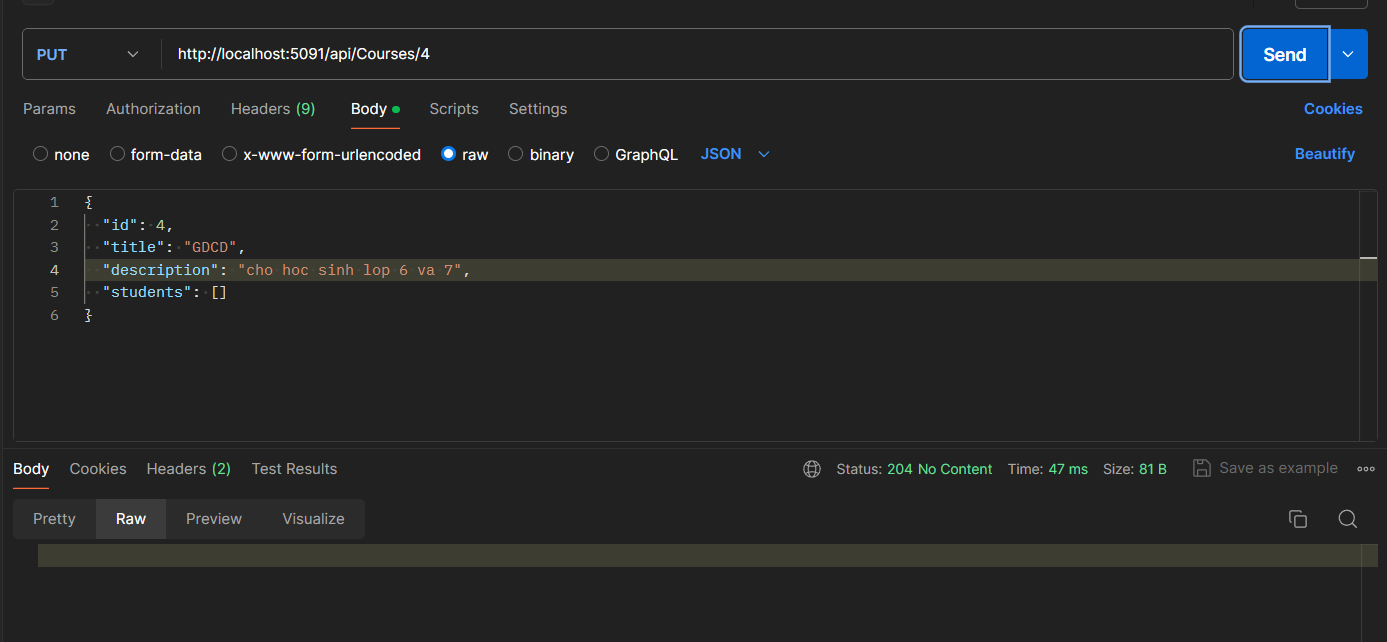 PUT http://localhost:5091/api/Courses/4 Send
Params Authorization Headers (9) Body Scripts Settings Cookies
none form-data x-www-form-urlencoded raw binary GraphQL JSON Beautify
1 {
2 "id": 4,
3 "title": "GDCD",
4 "description": "cho hoc sinh lop 6 va 7",
5 "students": []
6 }
Body Cookies Headers (2) Test Results Status: 204 No Content Time: 47 ms Size: 81 B Save as example
Pretty Raw Preview Visualize